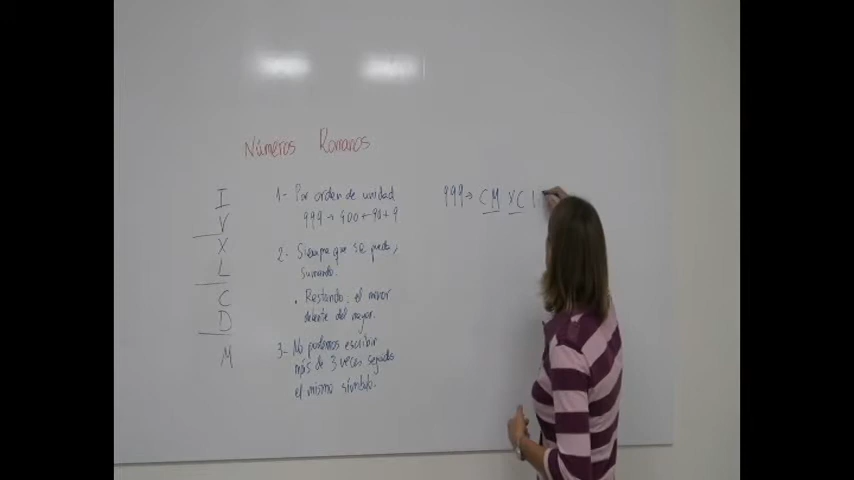 Números Romanos
I
V
X
L
C
D
M
1- Por orden de unidad
999 → 900 + 90 + 9
2- Siempre que se pueda,
sumando.
• Restando: el menor
delante del mayor.
3- No podemos escribir
más de 3 veces seguidas
el mismo símbolo.
999 → CM XC I